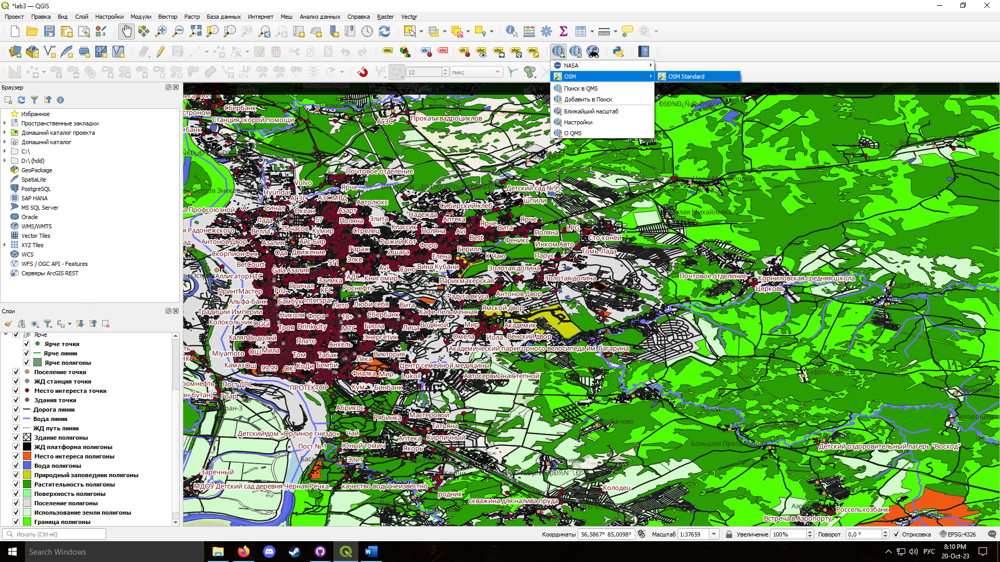 *lab3 — QGIS
Проект Правка Вид Слой Настройки Модули Вектор Растр База данных Интернет Меш Анализ данных Справка Raster Vector
12 пикс
NASA
OSM
OSM Standard
Поиск в QMS
Добавить в Поиск
Ближайший масштаб
Настройки
О QMS
Браузер
Избранное
Пространственные закладки
Домашний каталог проекта
Домашний каталог
C:\
D:\ (hdd)
GeoPackage
SpatiaLite
PostgreSQL
SAP HANA
MS SQL Server
Oracle
WMS/WMTS
Vector Tiles
XYZ Tiles
WCS
WFS / OGC API - Features
Серверы ArcGIS REST
Слои
Ярче
Ярче точки
Ярче линии
Ярче полигоны
Поселение точки
ЖД станция точки
Место интереста точки
Здания точки
Дорога линии
Вода линии
ЖД путь линии
Здание полигоны
ЖД платформа полигоны
Место интереса полигоны
Вода полигоны
Природный заповедник полигоны
Растительность полигоны
Поверхность полигоны
Поселение полигоны
Использование земли полигоны
Граница полигоны
Сбербанк
Станция скорой помощи
АГЗС
Прокат квадроциклов
Почтовое отделение
Volvo
Ярче
Hyundai
Детский сад №95
АГЗС
АЗС МВД
Автолюкс
шпили
Синал
Океан
Азарт
Надежда
Сибирский хлеб
Лада
57
Поляна
Элита
Аптека
Ярче
Ярче
Велла
25 часов
Кумир
Стрелец
Классик
Поляна
Avi
Вита
Поляна
LPG
Антонов Двор
Азалия
Айс-Бир
Рыжий Кот
Форо
Best
Феникс
Инком Авто
Сто коней
Скорпион
Фея
Ода
Движение
Гараж
2 шага
Берилл
Томь-Лада
BetCourt
Gala
Азалия
911
Элке
Avi
Сано
Елена
К Чаю
Парус
Вина Кубани
Золотая долина
Аллигатор
НТС
Заимка
АДС
Книгомир
Парикмахерская
Золотая долина
Почтовое отделение
Корниловская средняя школа
Церковь
ПринтМастер
Priz
Причал
KFC
Роснефть
Радуга вкуса
Антонов Двор
Альфа-банк
Бамбук
Interspar
Лето
Люби себя
Вита
Ямской двор
Традиции Империи
Николя
Фора
18+
Сбербанк
Кафе-пельменная
Колокольчик
OGGI
Троя
Drink city
МТС
Биола
Лица
Водяной
Мир
Академик
Халял
Водолей
Плато
Анхель
Энергетик
Омела
Иола
Венский двор
Miyamoto
ОШ
Мила
Том
Табак
Виктория
Академический парк горного велосипеда им. Гагарина
Камаз
Ош
99.99
ОК!
КоДи
Бемби
Лека
Центр семейной медицины
Фиалка
Мир
Lukoil
Автосервис на Степной
Пост ДПС
ПРОТЕКТОР
Кум
Бинбанк
Гоар
Абрикос
Рябинка
Мастеровой
Татьяна
Детский дом «Орлиное гнездо»
Чай
Аптека
Кирпичный
Пост №1
Юный томич
Якорь
Элит
Большое Протопопово
Детский оздоровительный лагерь "Восход"
Заречный
МДОУ Детский сад деревня Чёрная Речка
качество воды неизвестно
родник
Колодец
скважина для налива пруда
Россельхозбанк
Встреча в Аэропорту
Искать (Ctrl+K)
Координаты 56,5867° 85,0098° Масштаб 1:37659 Увеличение 100% Поворот 0,0 ° Отрисовка EPSG:4326
Search Windows
РУС
8:10 PM
20-Oct-23